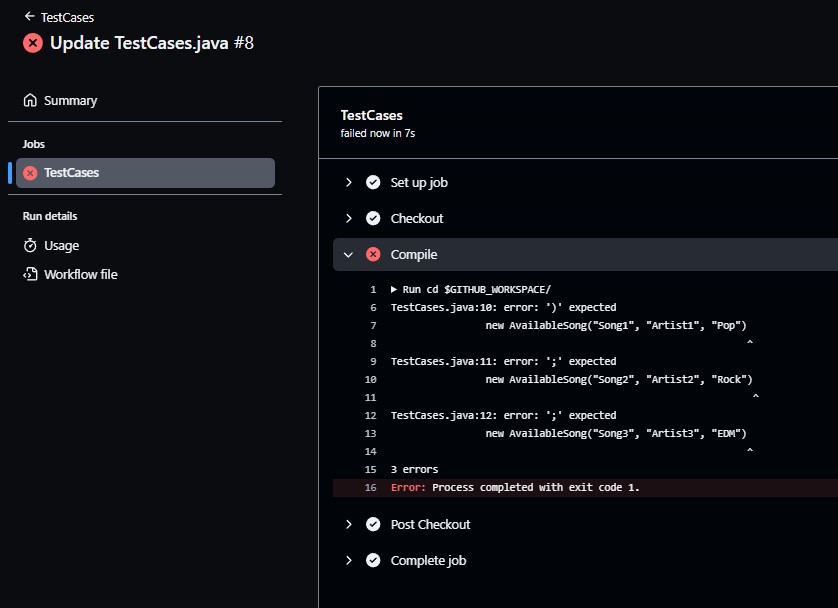 TestCases
Update TestCases.java #8
Summary
Jobs
TestCases
Run details
Usage
Workflow file
TestCases
failed now in 7s
Set up job
Checkout
Compile
1 Run cd $GITHUB_WORKSPACE/
6 TestCases.java:10: error: ')' expected
7 new AvailableSong("Song1", "Artist1", "Pop")
8 ^
9 TestCases.java:11: error: ';' expected
10 new AvailableSong("Song2", "Artist2", "Rock")
11 ^
12 TestCases.java:12: error: ';' expected
13 new AvailableSong("Song3", "Artist3", "EDM")
14 ^
15 3 errors
16 Error: Process completed with exit code 1.
Post Checkout
Complete job